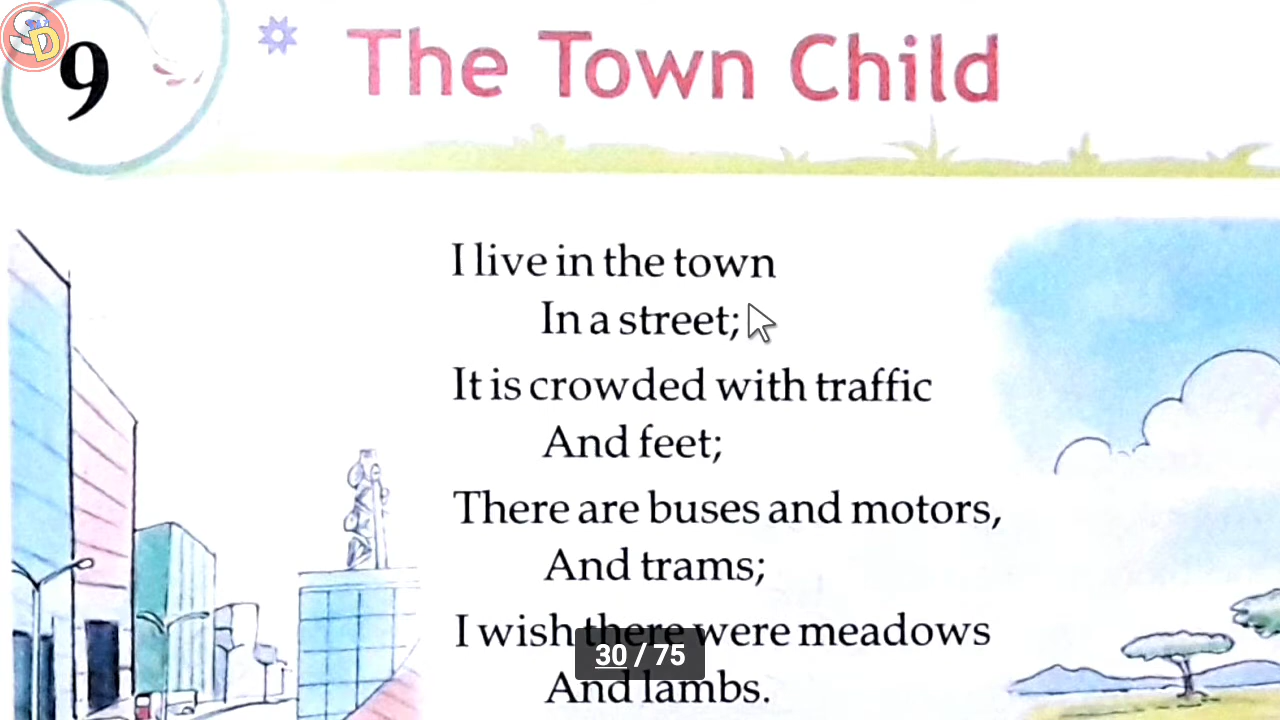 SD
9
The Town Child
I live in the town
In a street;
It is crowded with traffic
And feet;
There are buses and motors,
And trams;
I wish there were meadows
30 / 75
And lambs.